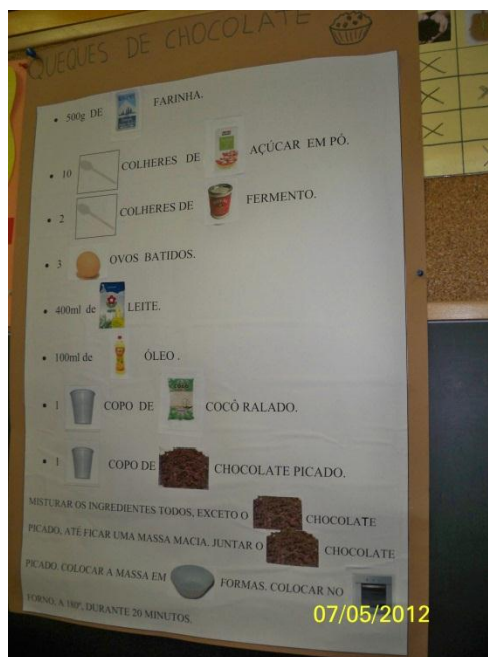 QUEQUES DE CHOCOLATE
• 500g DE FARINHA.
• 10 COLHERES DE AÇÚCAR EM PÓ.
• 2 COLHERES DE FERMENTO.
• 3 OVOS BATIDOS.
• 400ml de LEITE.
• 100ml de ÓLEO.
• 1 COPO DE COCÒ RALADO.
• 1 COPO DE CHOCOLATE PICADO.
MISTURAR OS INGREDIENTES TODOS, EXCETO O CHOCOLATE
PICADO, ATÉ FICAR UMA MASSA MACIA. JUNTAR O CHOCOLATE
PICADO. COLOCAR A MASSA EM FORMAS. COLOCAR NO
FORNO, A 180º, DURANTE 20 MINUTOS.
07/05/2012